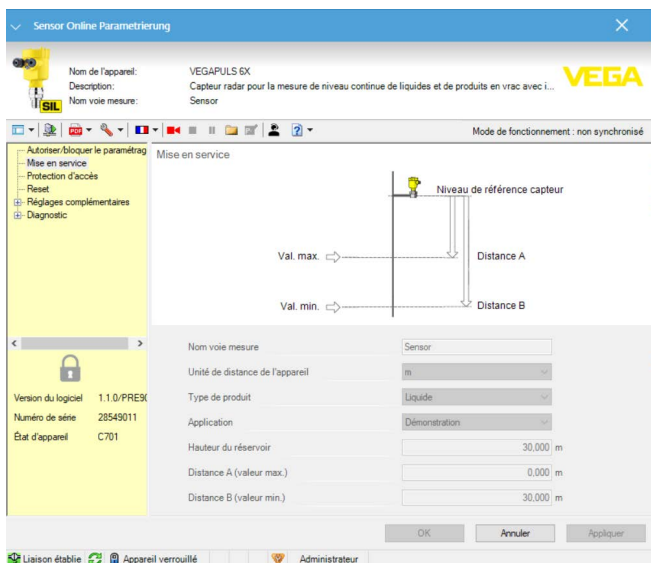 Sensor Online Parametrierung
Nom de l'appareil: VEGAPULS 6X
Description: Capteur radar pour la mesure de niveau continue de liquides et de produits en vrac avec i...
Nom voie mesure: Sensor
SIL
VEGA
PDF
Mode de fonctionnement : non synchronisé
Autoriser/bloquer le paramétrag
Mise en service
Protection d'accès
Reset
Réglages complémentaires
Diagnostic
Mise en service
Niveau de référence capteur
Val. max.
Distance A
Val. min.
Distance B
Version du logiciel 1.1.0/PRE90
Numéro de série 28549011
État d'appareil C701
Nom voie mesure Sensor
Unité de distance de l'appareil m
Type de produit Liquide
Application Démonstration
Hauteur du réservoir 30,000 m
Distance A (valeur max.) 0,000 m
Distance B (valeur min.) 30,000 m
OK Annuler Appliquer
Liaison établie Appareil verrouillé Administrateur